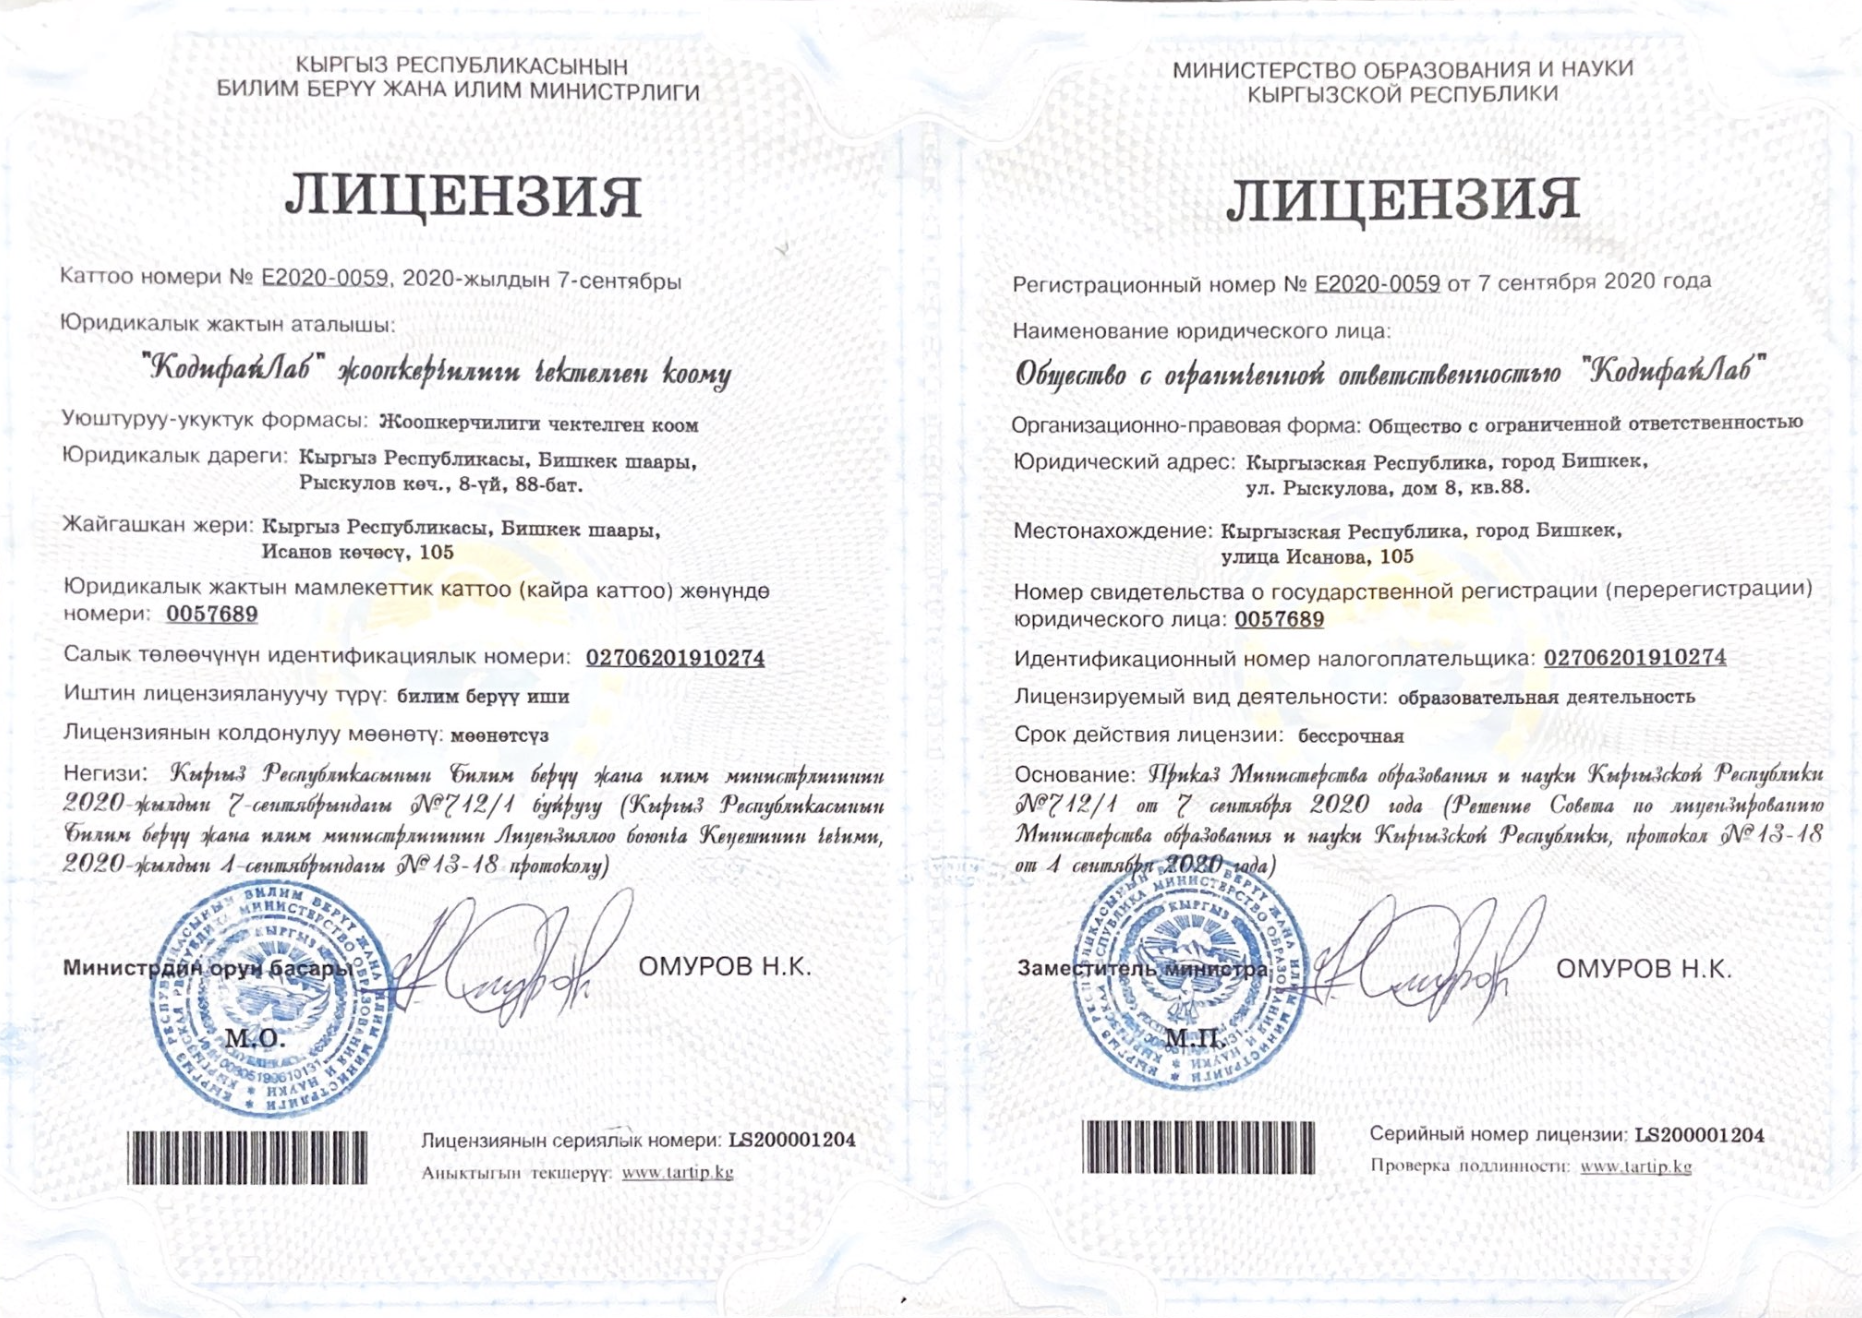 КЫРГЫЗ РЕСПУБЛИКАСЫНЫН
БИЛИМ БЕРҮҮ ЖАНА ИЛИМ МИНИСТРЛИГИ
ЛИЦЕНЗИЯ
Каттоо номери № E2020-0059, 2020-жылдын 7-сентябры
Юридикалык жактын аталышы:
"КодифайЛаб" жоопкерчилиги чектелген коому
Уюштуруу-укуктук формасы: Жоопкерчилиги чектелген коом
Юридикалык дареги: Кыргыз Республикасы, Бишкек шаары,
Рыскулов көч., 8-үй, 88-бат.
Жайгашкан жери: Кыргыз Республикасы, Бишкек шаары,
Исанов көчөсү, 105
Юридикалык жактын мамлекеттик каттоо (кайра каттоо) жөнүндө
номери: 0057689
Салык төлөөчүнүн идентификациялык номери: 02706201910274
Иштин лицензиялануучу түрү: билим берүү иши
Лицензиянын колдонулуу мөөнөтү: мөөнөтсүз
Негизи: Кыргыз Республикасынын Билим берүү жана илим министрлигинин
2020-жылдын 7-сентябрындагы №712/1 буйругу (Кыргыз Республикасынын
Билим берүү жана илим министрлигинин Лицензиялоо боюнча Кеңешинин чечими,
2020-жылдын 1-сентябрындагы №13-18 протоколу)
Министрдин орун басары
ОМУРОВ Н.К.
М.О.
Лицензиянын сериялык номери: LS200001204
Аныктыгын текшерүү: www.tartip.kg
МИНИСТЕРСТВО ОБРАЗОВАНИЯ И НАУКИ
КЫРГЫЗСКОЙ РЕСПУБЛИКИ
ЛИЦЕНЗИЯ
Регистрационный номер № E2020-0059 от 7 сентября 2020 года
Наименование юридического лица:
Общество с ограниченной ответственностью "КодифайЛаб"
Организационно-правовая форма: Общество с ограниченной ответственностью
Юридический адрес: Кыргызская Республика, город Бишкек,
ул. Рыскулова, дом 8, кв.88.
Местонахождение: Кыргызская Республика, город Бишкек,
улица Исанова, 105
Номер свидетельства о государственной регистрации (перерегистрации)
юридического лица: 0057689
Идентификационный номер налогоплательщика: 02706201910274
Лицензируемый вид деятельности: образовательная деятельность
Срок действия лицензии: бессрочная
Основание: Приказ Министерства образования и науки Кыргызской Республики
№712/1 от 7 сентября 2020 года (Решение Совета по лицензированию
Министерства образования и науки Кыргызской Республики, протокол №13-18
от 1 сентября 2020 года)
Заместитель министра
ОМУРОВ Н.К.
М.П.
Серийный номер лицензии: LS200001204
Проверка подлинности: www.tartip.kg